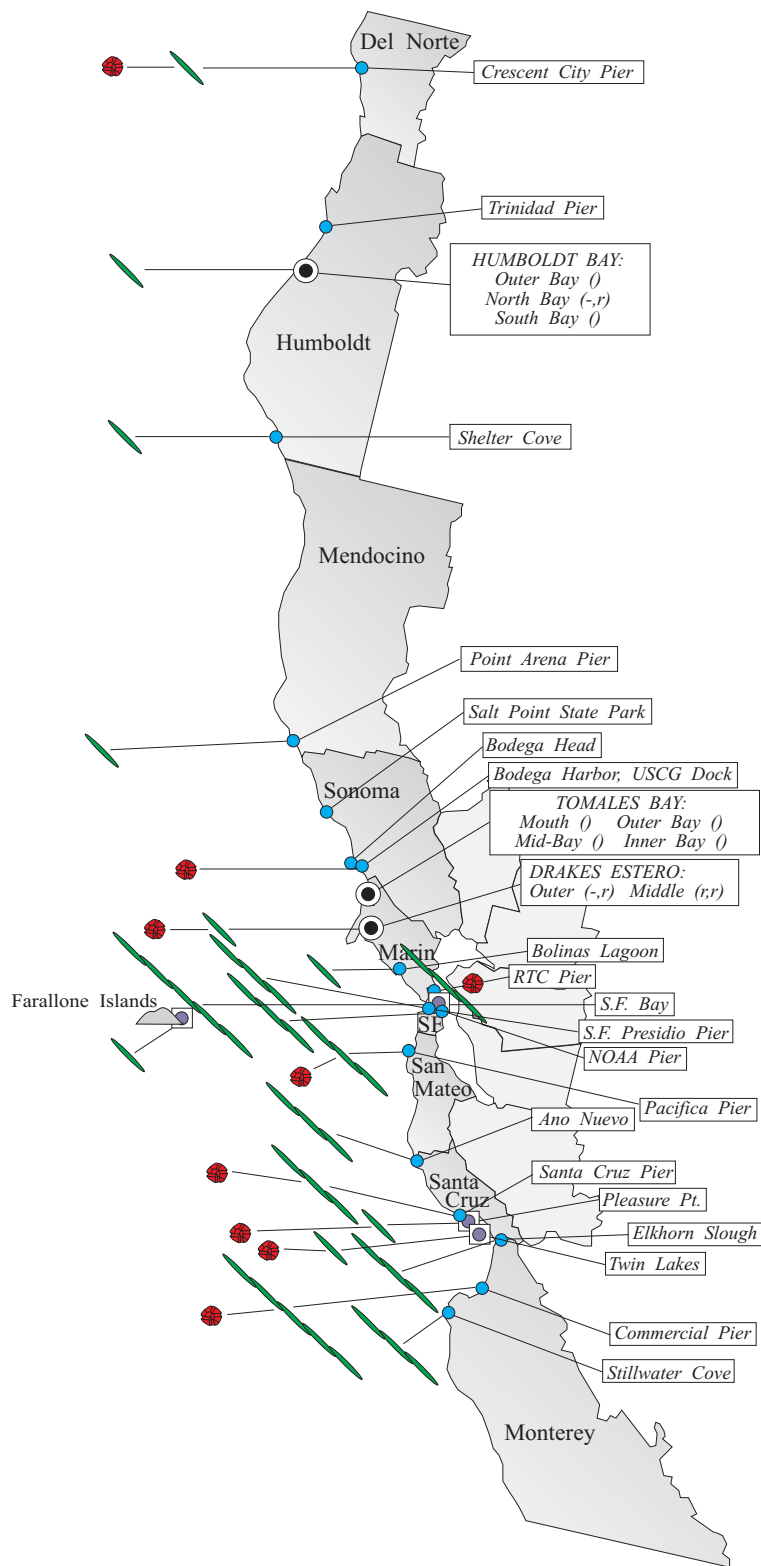 Del Norte
Crescent City Pier
Trinidad Pier
HUMBOLDT BAY:
Outer Bay ()
North Bay (-,r)
South Bay ()
Humboldt
Shelter Cove
Mendocino
Point Arena Pier
Salt Point State Park
Bodega Head
Sonoma
Bodega Harbor, USCG Dock
TOMALES BAY:
Mouth () Outer Bay ()
Mid-Bay () Inner Bay ()
DRAKES ESTERO:
Outer (-,r) Middle (r,r)
Marin
Bolinas Lagoon
RTC Pier
Farallone Islands
S.F. Bay
SF
S.F. Presidio Pier
NOAA Pier
San
Mateo
Pacifica Pier
Ano Nuevo
Santa
Cruz
Santa Cruz Pier
Pleasure Pt.
Elkhorn Slough
Twin Lakes
Commercial Pier
Stillwater Cove
Monterey